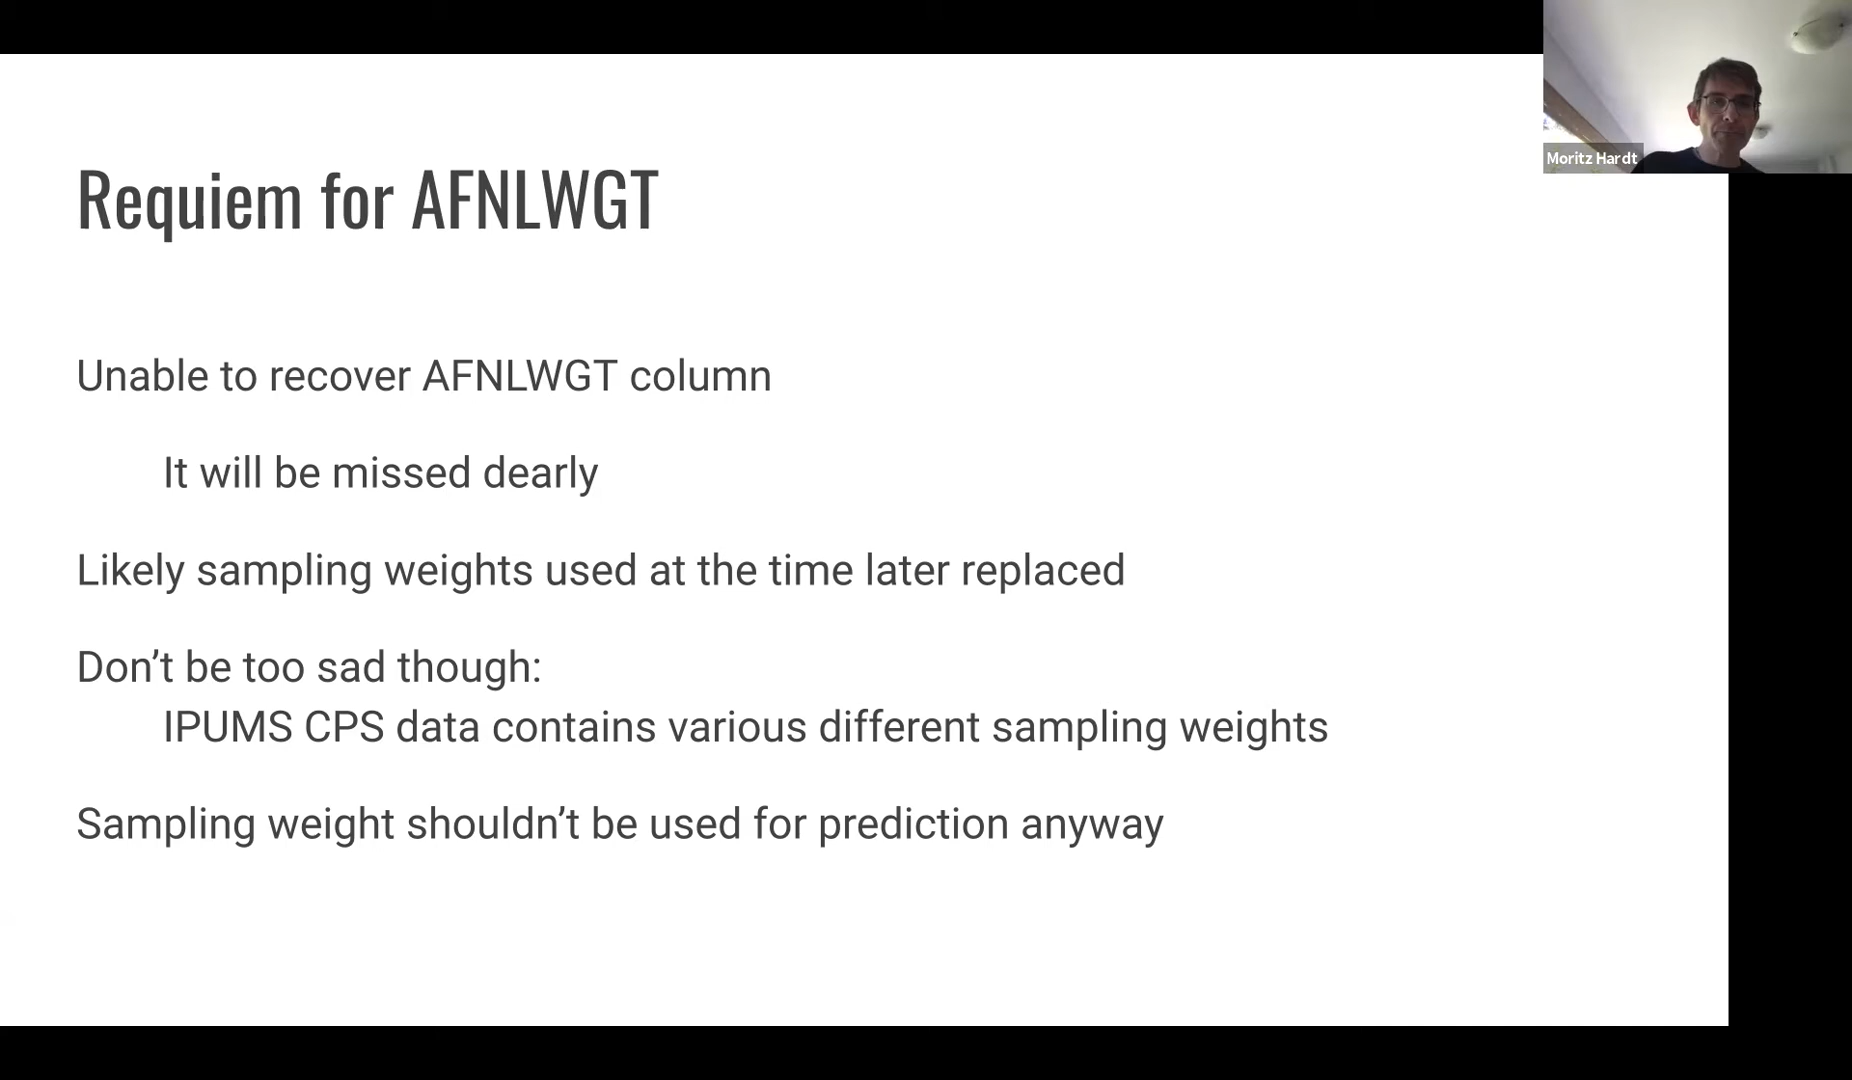 Requiem for AFNLWGT
Moritz Hardt
Unable to recover AFNLWGT column
It will be missed dearly
Likely sampling weights used at the time later replaced
Don’t be too sad though:
IPUMS CPS data contains various different sampling weights
Sampling weight shouldn’t be used for prediction anyway